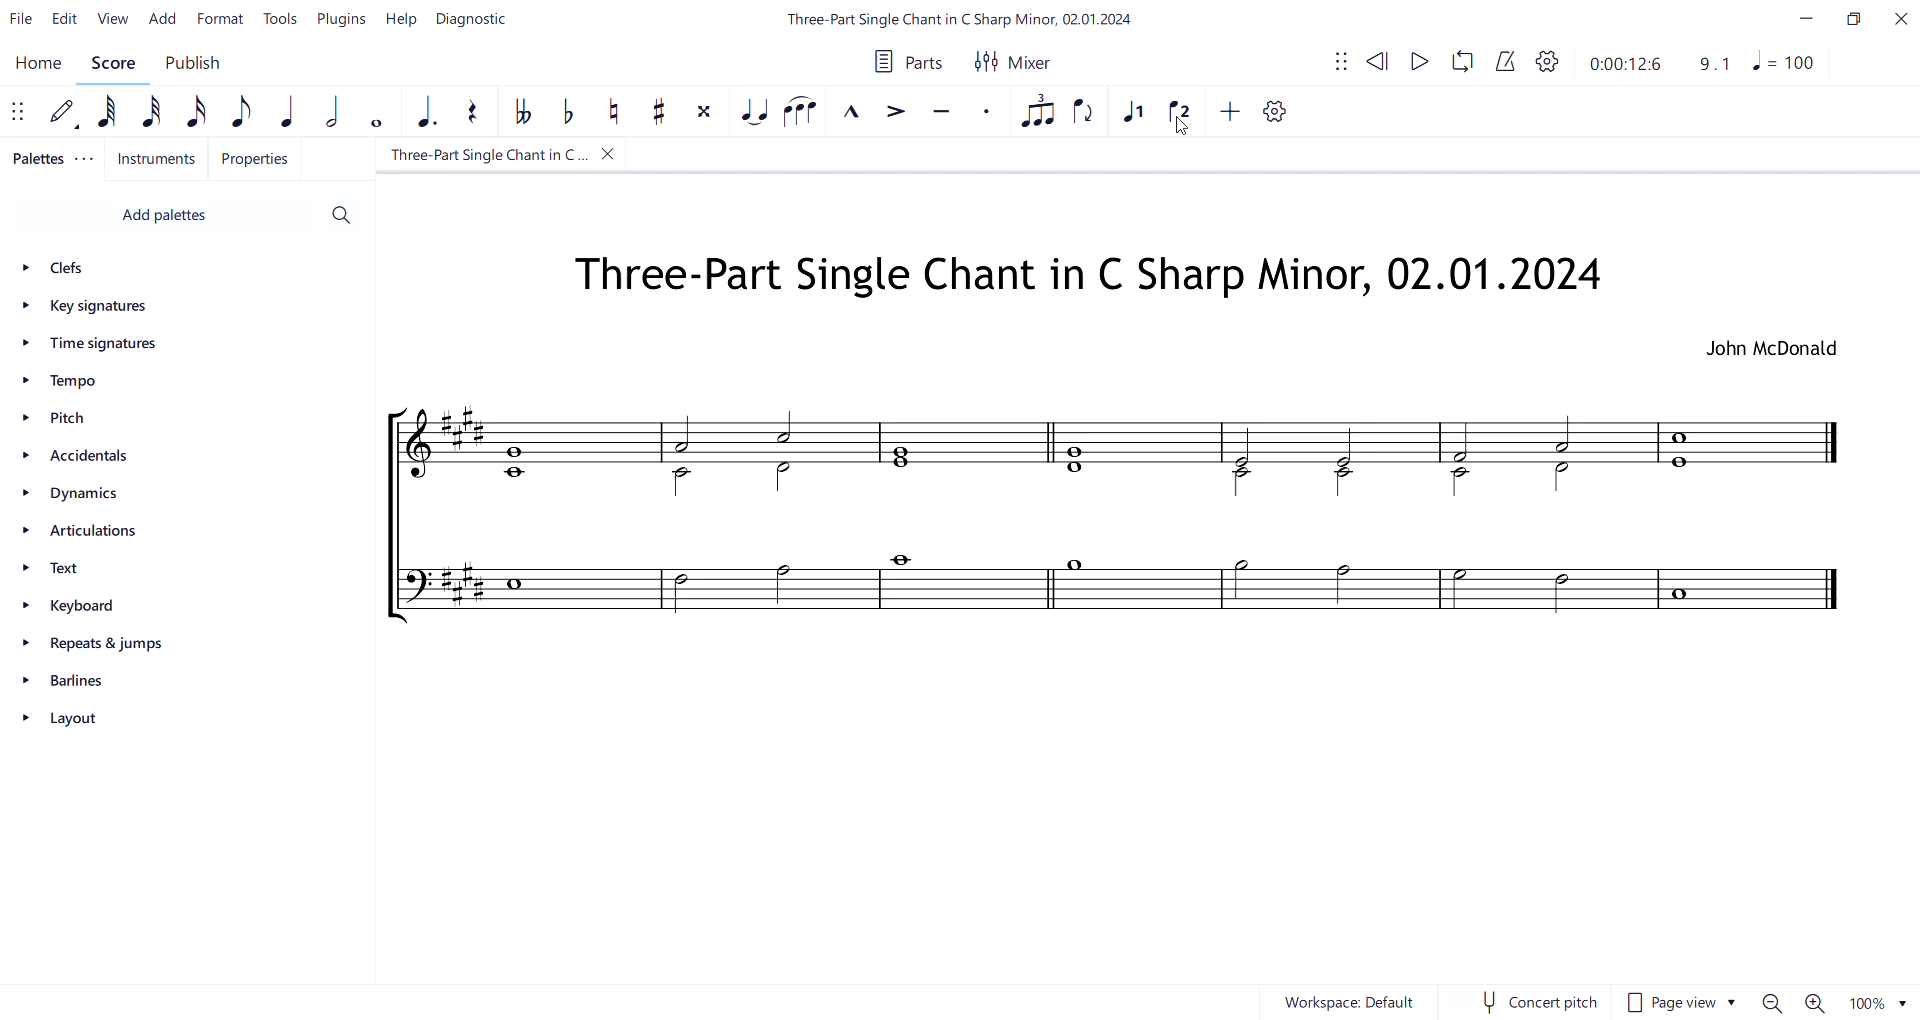 File Edit View Add Format Tools Plugins Help Diagnostic
Three-Part Single Chant in C Sharp Minor, 02.01.2024
Home Score Publish
Parts Mixer
0:00:12:6 9 . 1 = 100
3
1 2
Palettes ··· Instruments Properties
Three-Part Single Chant in C ...
Add palettes
Clefs
Key signatures
Time signatures
Tempo
Pitch
Accidentals
Dynamics
Articulations
Text
Keyboard
Repeats & jumps
Barlines
Layout
Three-Part Single Chant in C Sharp Minor, 02.01.2024
John McDonald
Workspace: Default Concert pitch Page view 100%